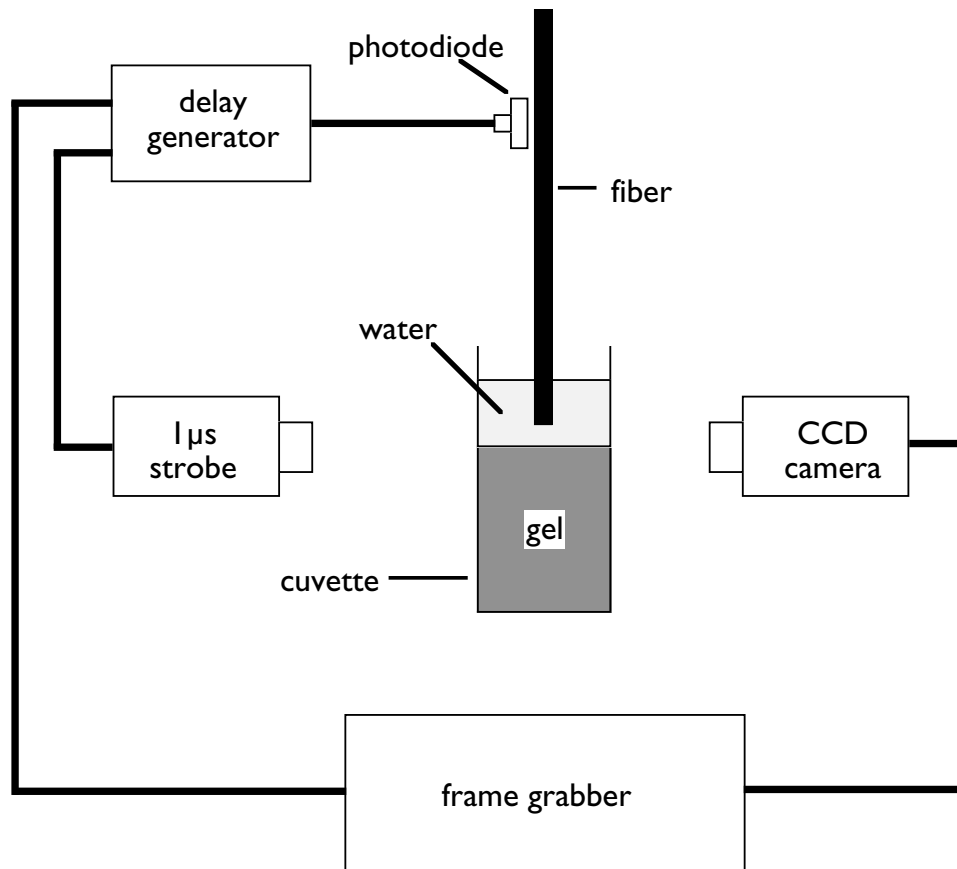 photodiode
delay
generator
fiber
water
1µs
strobe
CCD
camera
gel
cuvette
frame grabber